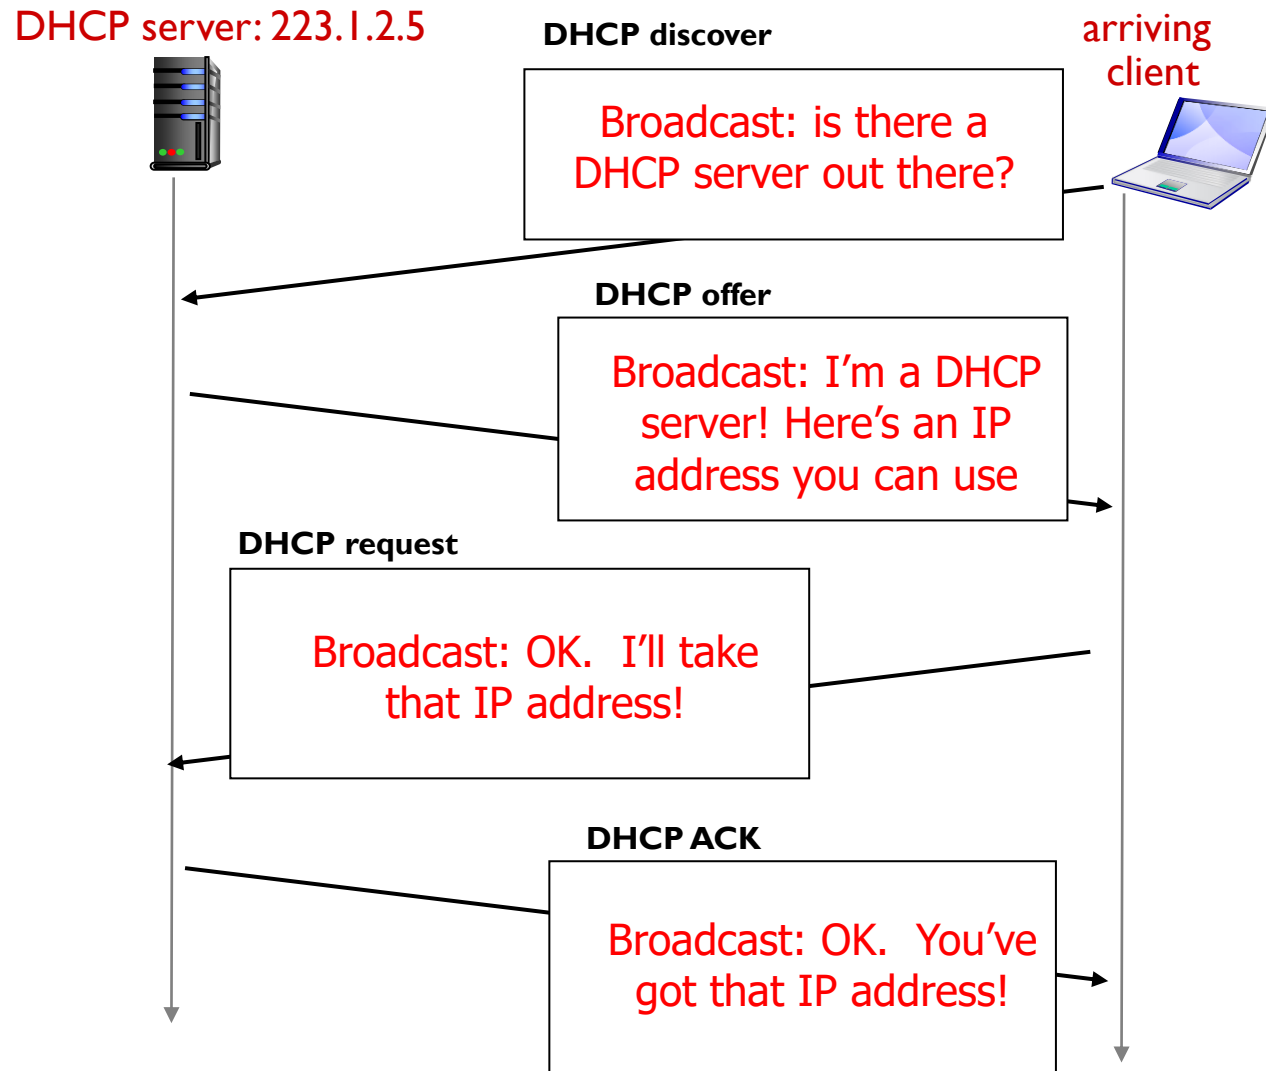 DHCP server: 223.1.2.5
DHCP discover
arriving
client
Broadcast: is there a
DHCP server out there?
DHCP offer
Broadcast: I’m a DHCP
server! Here’s an IP
address you can use
DHCP request
Broadcast: OK.  I’ll take
that IP address!
DHCP ACK
Broadcast: OK.  You’ve
got that IP address!